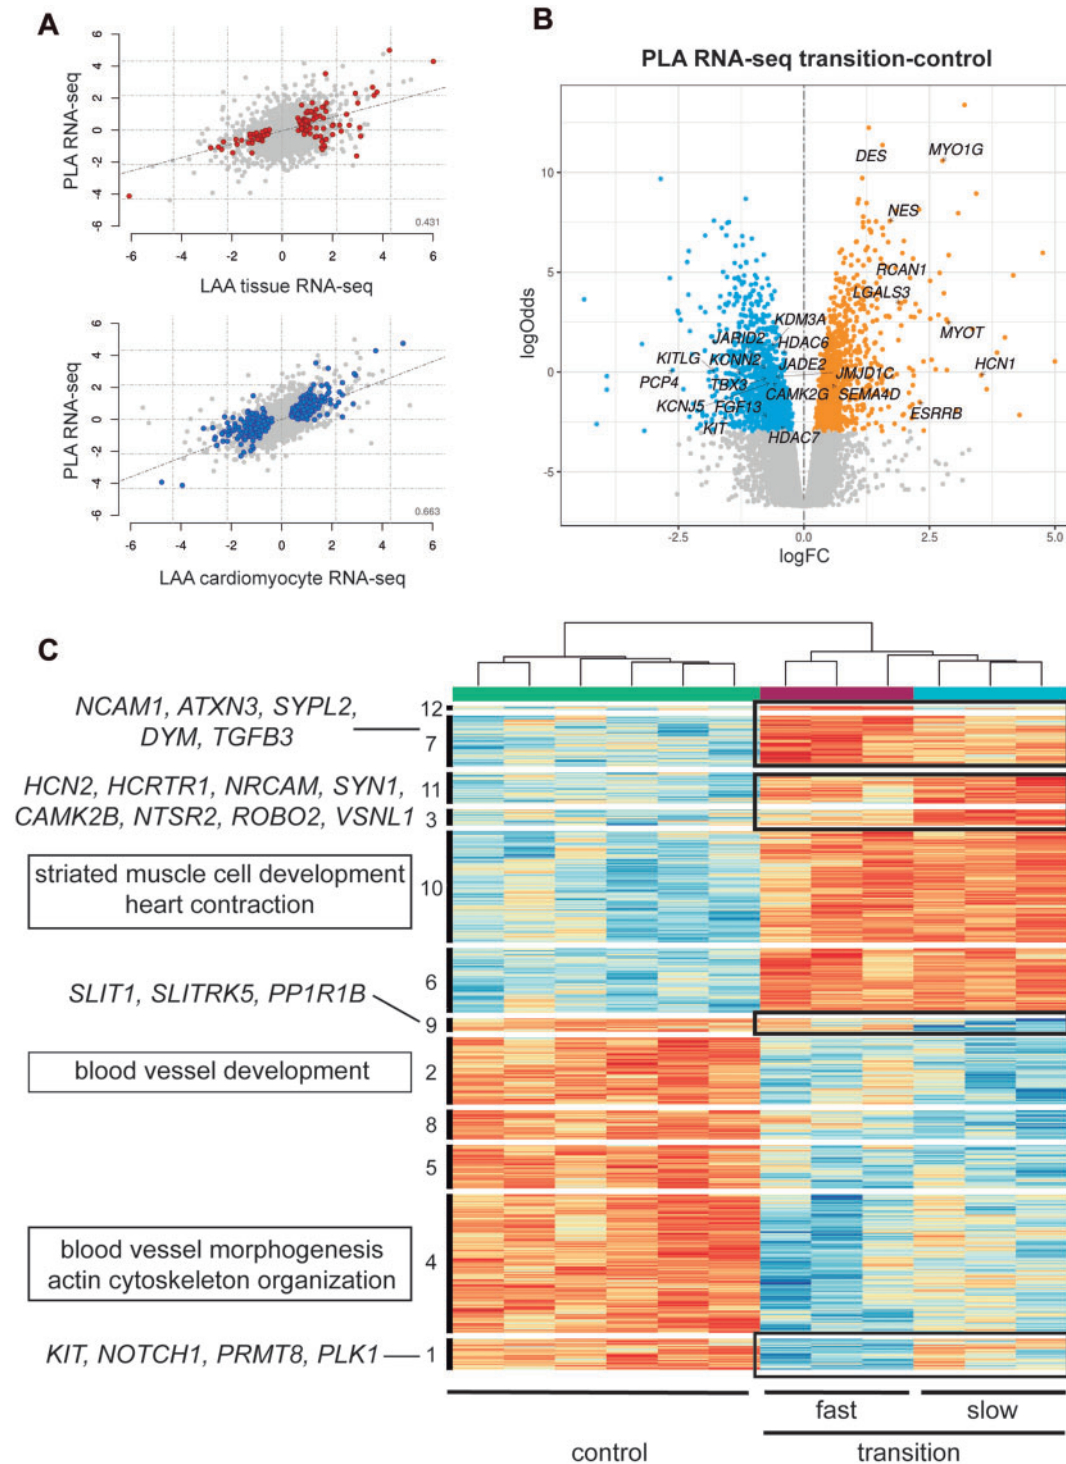 A
PLA RNA-seq
6
4
2
0
-2
-4
-6
0.431
-6
-4
-2
0
2
4
6
LAA tissue RNA-seq
PLA RNA-seq
6
4
2
0
-2
-4
-6
0.663
-6
-4
-2
0
2
4
6
LAA cardiomyocyte RNA-seq
B
PLA RNA-seq transition-control
logOdds
10
5
0
-5
DES
MYO1G
NES
RCAN1
LGALS3
KDM3A
MYOT
JARID2
HDAC6
KITLG
KCNN2
JADE2
HCN1
JMJD1C
PCP4
TBX3
CAMK2G
SEMA4D
KCNJ5
FGF13
ESRRB
KIT
HDAC7
-2.5
0.0
2.5
5.0
logFC
C
NCAM1, ATXN3, SYPL2,
DYM, TGFB3
12
7
HCN2, HCRTR1, NRCAM, SYN1,
11
CAMK2B, NTSR2, ROBO2, VSNL1
3
striated muscle cell development
heart contraction
10
6
SLIT1, SLITRK5, PP1R1B
9
blood vessel development
2
8
5
blood vessel morphogenesis
actin cytoskeleton organization
4
KIT, NOTCH1, PRMT8, PLK1
1
fast
slow
control
transition